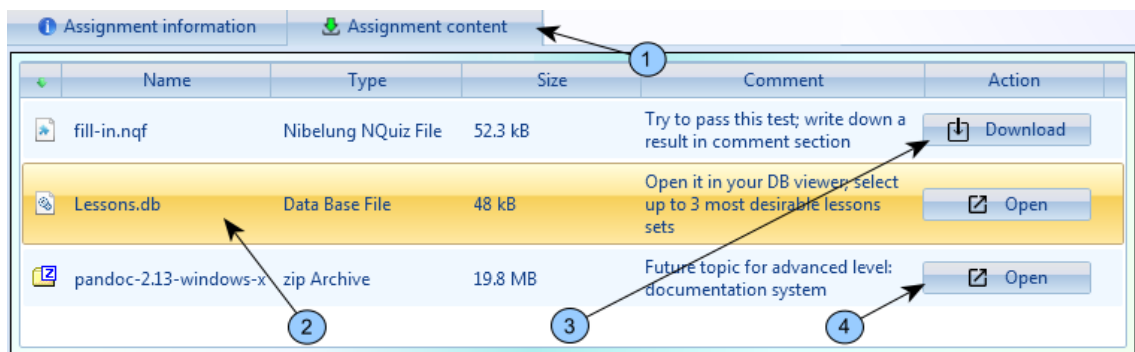 Assignment information
Assignment content
1
Name Type Size Comment Action
fill-in.nqf Nibelung NQuiz File 52.3 kB Try to pass this test; write down a
result in comment section
Download
Lessons.db Data Base File 48 kB Open it in your DB viewer; select
up to 3 most desirable lessons
sets
Open
pandoc-2.13-windows-x zip Archive 19.8 MB Future topic for advanced level:
documentation system
Open
2
3
4